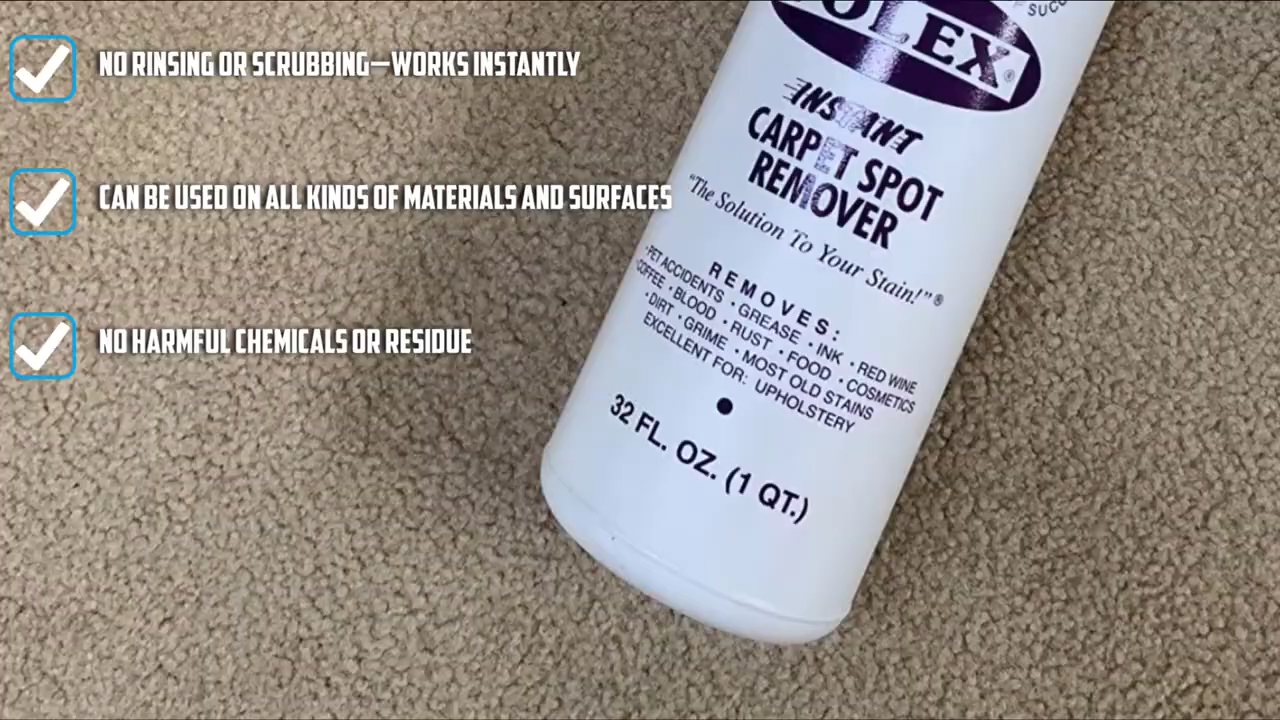 NO RINSING OR SCRUBBING—WORKS INSTANTLY
CAN BE USED ON ALL KINDS OF MATERIALS AND SURFACES
NO HARMFUL CHEMICALS OR RESIDUE
INSTANT
CARPET SPOT
REMOVER
"The Solution To Your Stain!"®
REMOVES:
• PET ACCIDENTS • GREASE • INK • RED WINE
• COFFEE • BLOOD • RUST • FOOD • COSMETICS
• DIRT • GRIME • MOST OLD STAINS
EXCELLENT FOR: UPHOLSTERY
32 FL. OZ. (1 QT.)